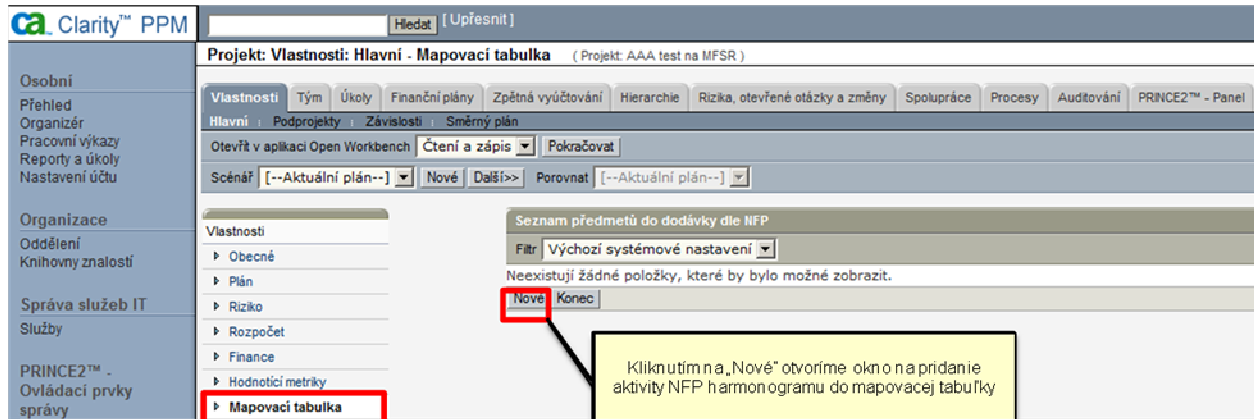 ca. Clarity™ PPM
Hledat [ Upřesnit ]
Projekt: Vlastnosti: Hlavní - Mapovací tabulka ( Projekt: AAA test na MFSR )
Osobní
Přehled
Organizér
Pracovní výkazy
Reporty a úkoly
Nastavení účtu
Organizace
Oddělení
Knihovny znalostí
Správa služeb IT
Služby
PRINCE2™ -
Ovládací prvky
správy
Vlastnosti Tým Úkoly Finanční plány Zpětná vyúčtování Hierarchie Rizika, otevřené otázky a změny Spolupráce Procesy Auditování PRINCE2™ - Panel
Hlavní Podprojekty Závislosti Směrný plán
Otevřít v aplikaci Open Workbench Čtení a zápis Pokračovat
Scénář [--Aktuální plán--] Nové Další>> Porovnat [--Aktuální plán--]
Vlastnosti
Obecné
Plán
Riziko
Rozpočet
Finance
Hodnotící metriky
Mapovací tabulka
Seznam předmetů do dodávky dle NFP
Filtr Výchozí systémové nastavení
Neexistují žádné položky, které by bylo možné zobrazit.
Nové Konec
Kliknutím na „Nové" otvoríme okno na pridanie
aktivity NFP harmonogramu do mapovacej tabuľky